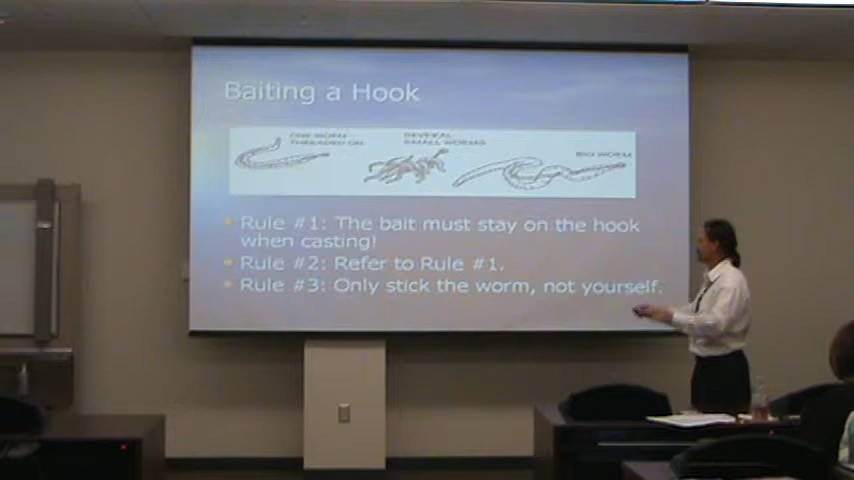 Baiting a Hook
ONE WORM
THREADED ON
SEVERAL
SMALL WORMS
BIG WORM
Rule #1: The bait must stay on the hook
when casting!
Rule #2: Refer to Rule #1.
Rule #3: Only stick the worm, not yourself.